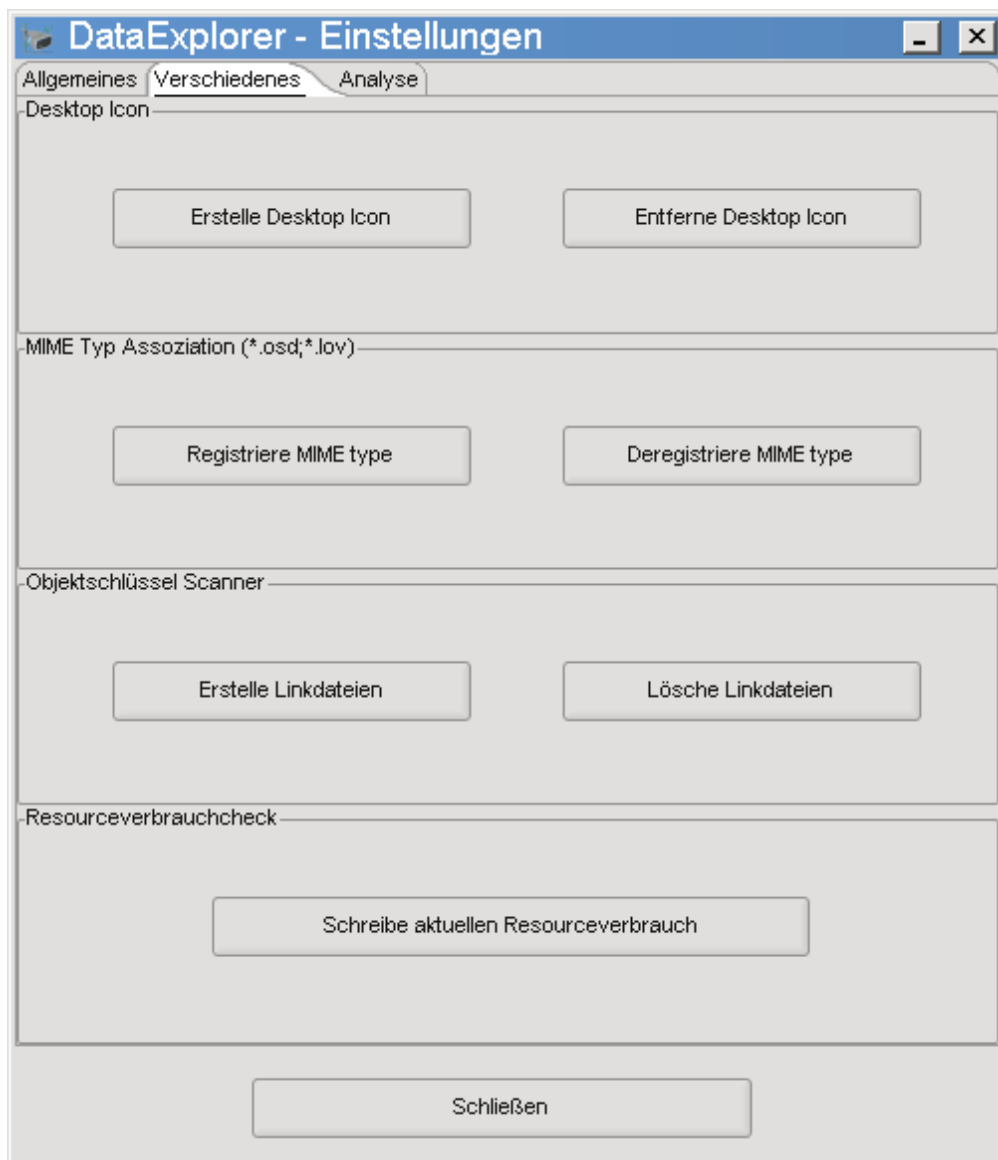 DataExplorer - Einstellungen
Allgemeines Verschiedenes Analyse
Desktop Icon
Erstelle Desktop Icon Entferne Desktop Icon
MIME Typ Assoziation (*.osd;*.lov)
Registriere MIME type Deregistriere MIME type
Objektschlüssel Scanner
Erstelle Linkdateien Lösche Linkdateien
Resourceverbrauchcheck
Schreibe aktuellen Resourceverbrauch
Schließen